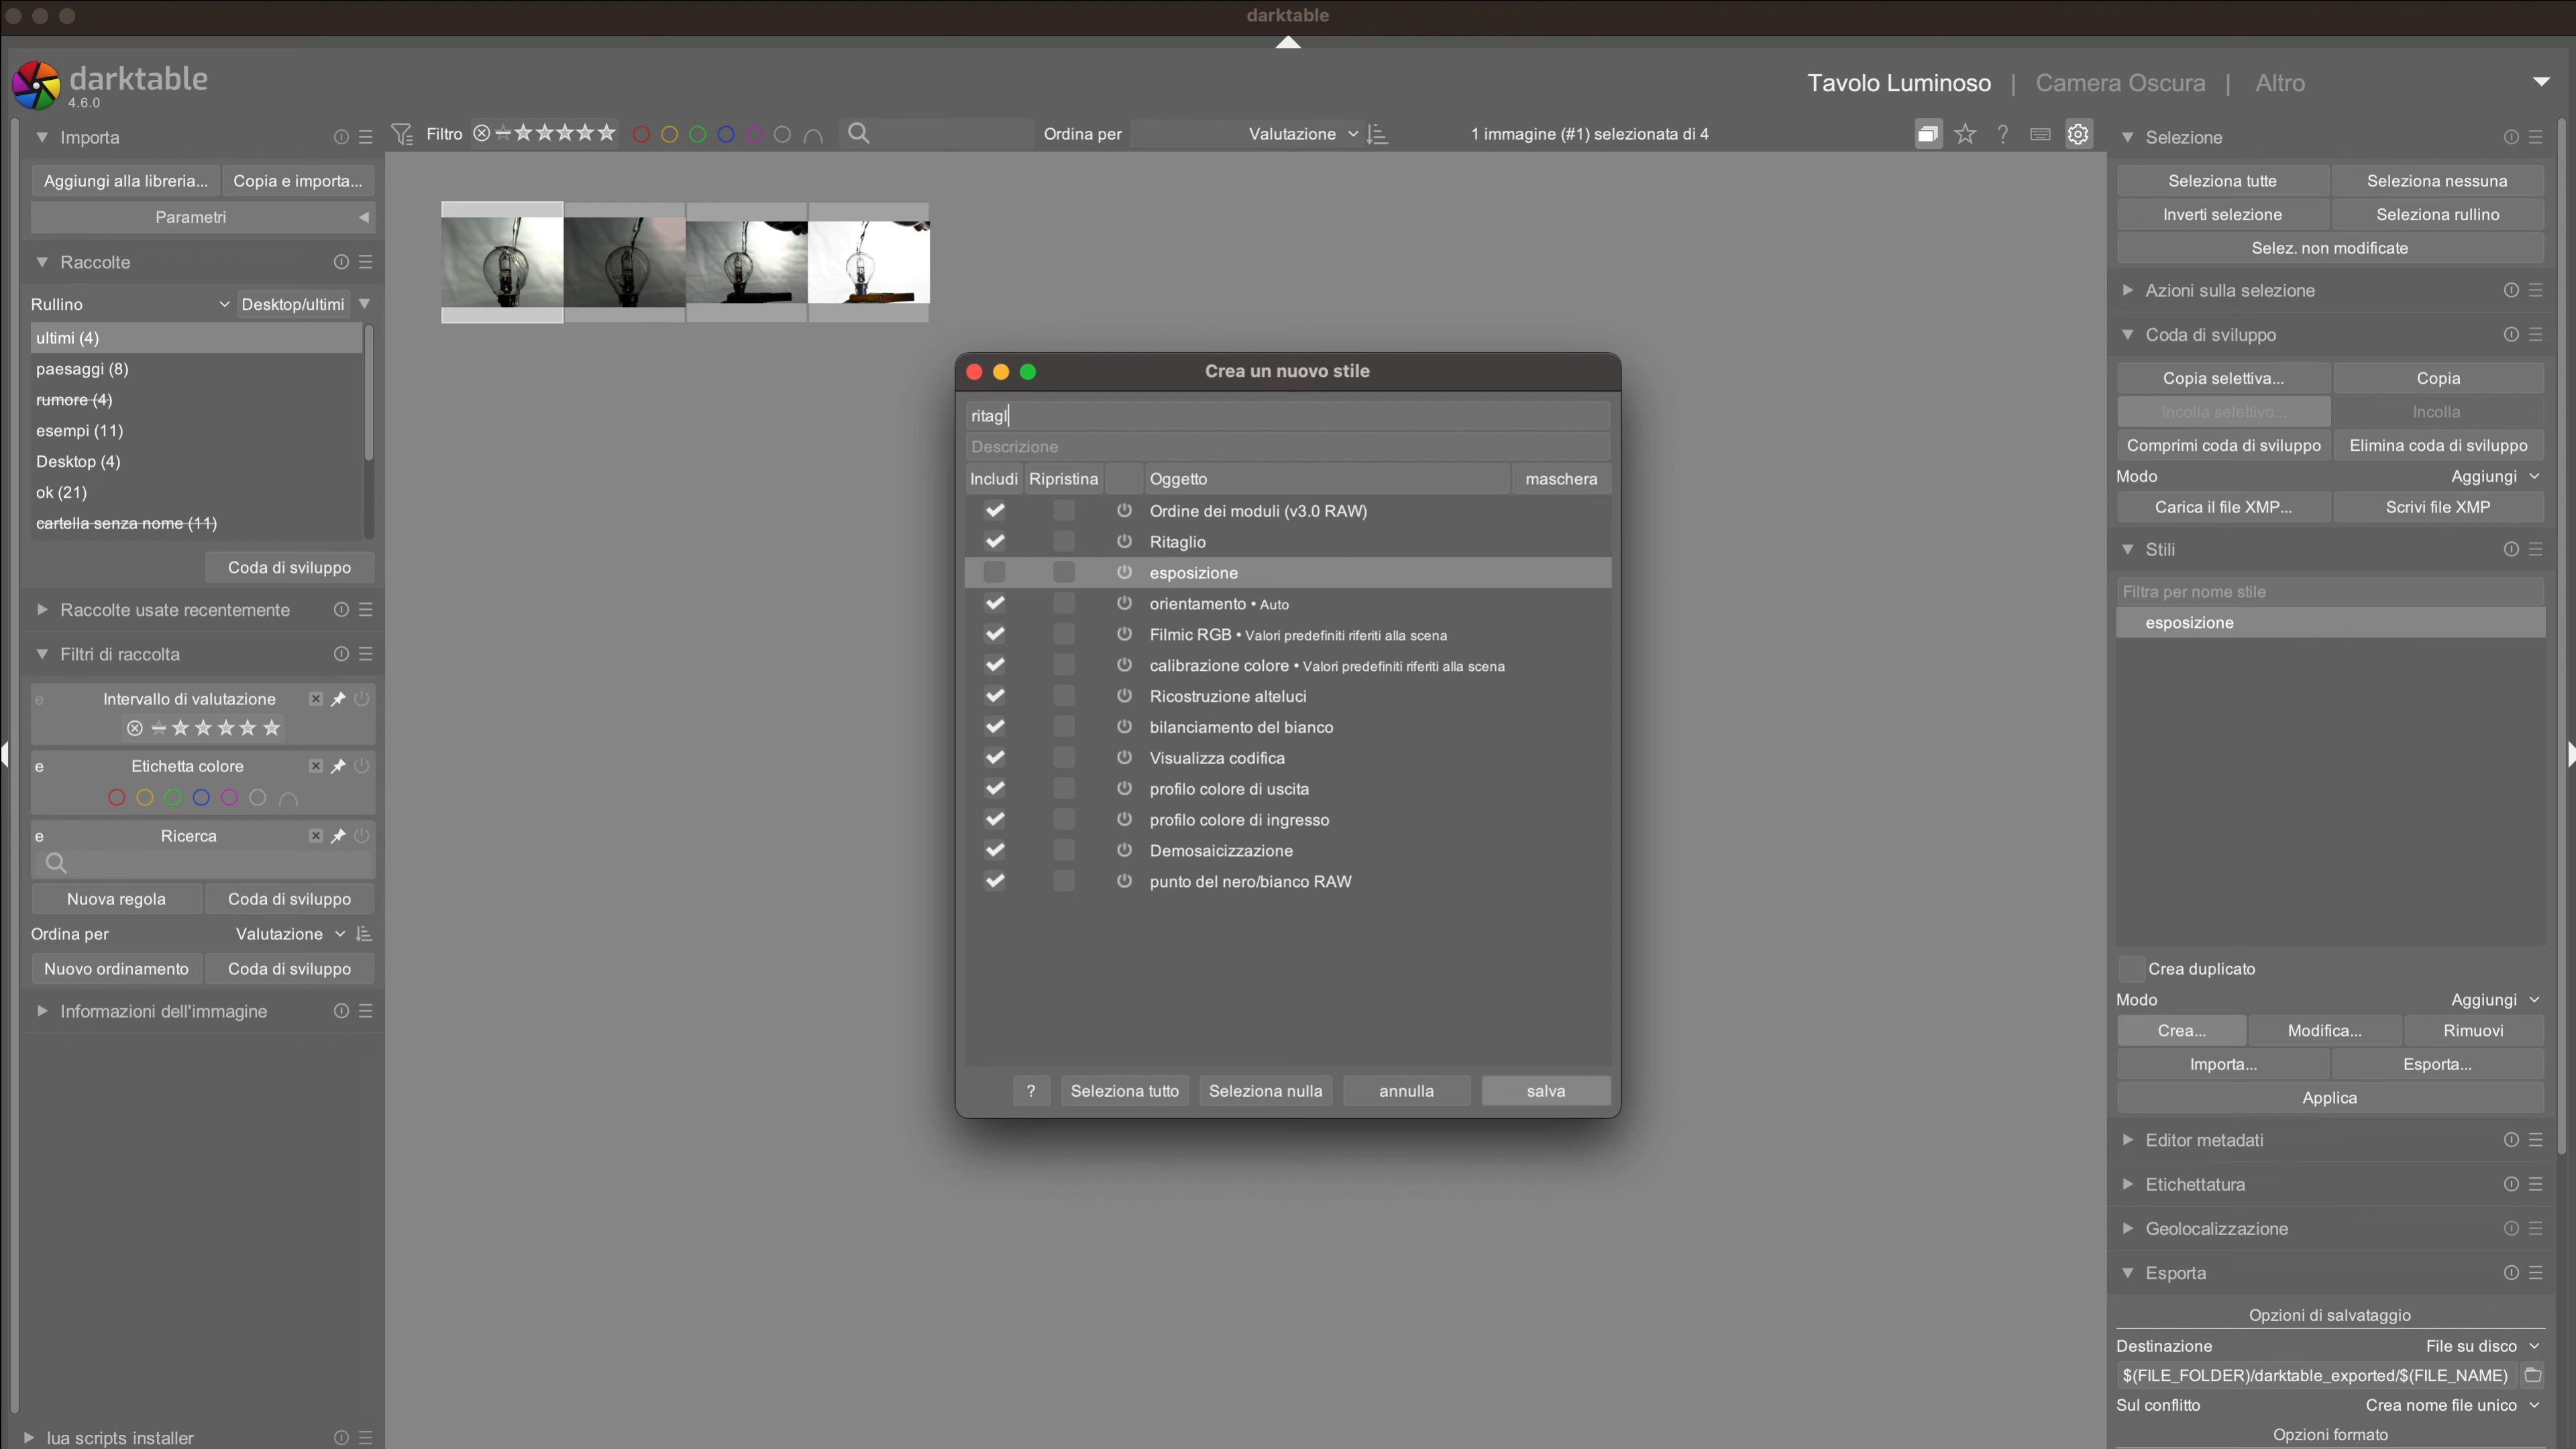 darktable
darktable
4.6.0
Tavolo Luminoso | Camera Oscura | Altro
Importa
Aggiungi alla libreria... Copia e importa...
Parametri
Raccolte
Rullino Desktop/ultimi
ultimi (4)
paesaggi (8)
rumore (4)
esempi (11)
Desktop (4)
ok (21)
cartella senza nome (11)
Coda di sviluppo
Raccolte usate recentemente
Filtri di raccolta
e Intervallo di valutazione
e Etichetta colore
e Ricerca
Nuova regola Coda di sviluppo
Ordina per Valutazione
Nuovo ordinamento Coda di sviluppo
Informazioni dell'immagine
lua scripts installer
Filtro
Ordina per Valutazione
1 immagine (#1) selezionata di 4
?
Crea un nuovo stile
ritagl
Descrizione
Includi Ripristina Oggetto maschera
Ordine dei moduli (v3.0 RAW)
Ritaglio
esposizione
orientamento • Auto
Filmic RGB • Valori predefiniti riferiti alla scena
calibrazione colore • Valori predefiniti riferiti alla scena
Ricostruzione alteluci
bilanciamento del bianco
Visualizza codifica
profilo colore di uscita
profilo colore di ingresso
Demosaicizzazione
punto del nero/bianco RAW
? Seleziona tutto Seleziona nulla annulla salva
Selezione
Seleziona tutte Seleziona nessuna
Inverti selezione Seleziona rullino
Selez. non modificate
Azioni sulla selezione
Coda di sviluppo
Copia selettiva... Copia
Incolla selettivo... Incolla
Comprimi coda di sviluppo Elimina coda di sviluppo
Modo Aggiungi
Carica il file XMP... Scrivi file XMP
Stili
Filtra per nome stile
esposizione
Crea duplicato
Modo Aggiungi
Crea... Modifica... Rimuovi
Importa... Esporta...
Applica
Editor metadati
Etichettatura
Geolocalizzazione
Esporta
Opzioni di salvataggio
Destinazione File su disco
$(FILE_FOLDER)/darktable_exported/$(FILE_NAME)
Sul conflitto Crea nome file unico
Opzioni formato